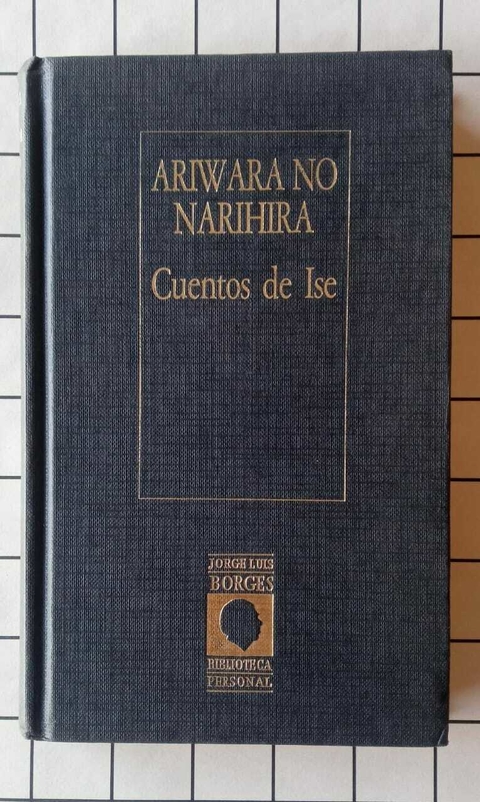 ARIWARA NO
NARIHIRA
Cuentos de Ise
JORGE LUIS
BORGES
BIBLIOTECA
PERSONAL